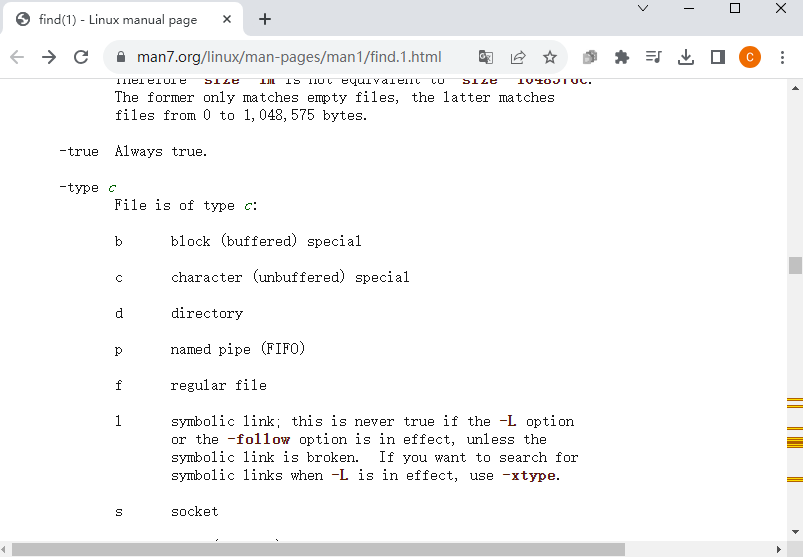 find(1) - Linux manual page
man7.org/linux/man-pages/man1/find.1.html
C
The former only matches empty files, the latter matches
files from 0 to 1,048,575 bytes.
-true Always true.
-type c
File is of type c:
b block (buffered) special
c character (unbuffered) special
d directory
p named pipe (FIFO)
f regular file
l symbolic link; this is never true if the -L option
or the -follow option is in effect, unless the
symbolic link is broken. If you want to search for
symbolic links when -L is in effect, use -xtype.
s socket